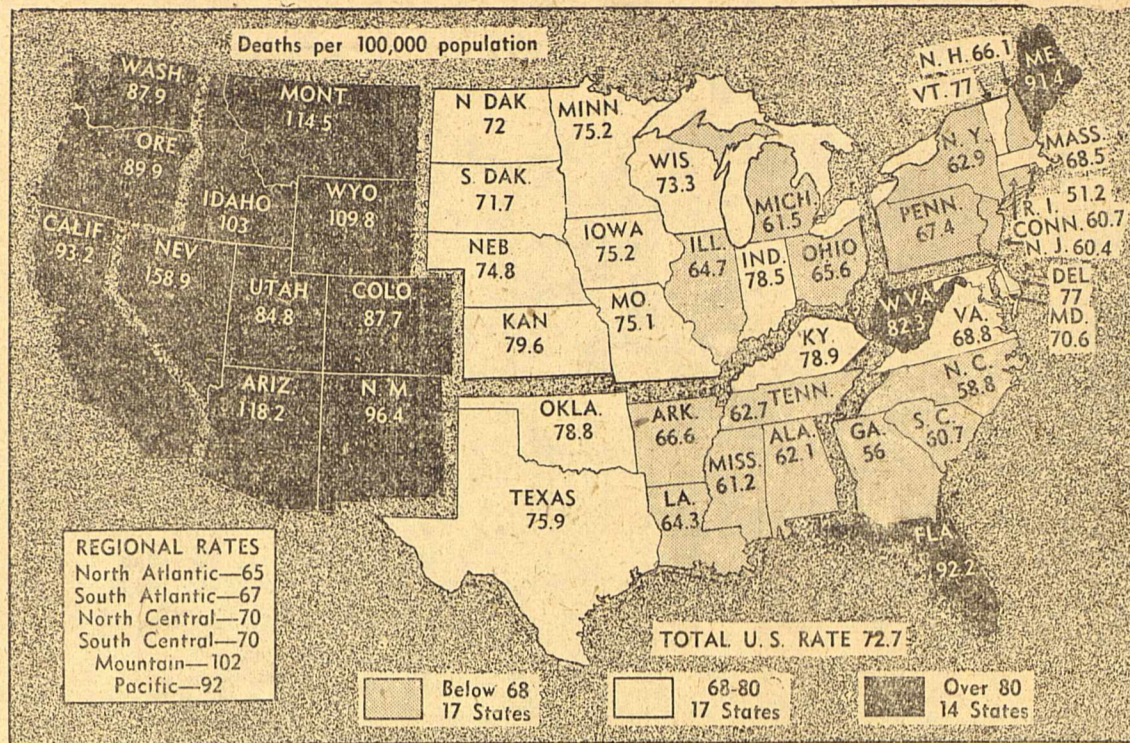 Deaths per 100,000 population
WASH
87.9
ORE
89.9
CALIF
93.2
NEV
158.9
IDAHO
103
MONT
114.5
WYO
109.8
UTAH
84.8
COLO
87.7
ARIZ.
118.2
N M
96.4
N DAK
72
S. DAK.
71.7
NEB
74.8
KAN
79.6
OKLA.
78.8
TEXAS
75.9
MINN
75.2
IOWA
75.2
MO.
75.1
ARK.
66.6
LA.
64.3
WIS.
73.3
ILL.
64.7
MICH.
61.5
IND.
78.5
OHIO
65.6
KY.
78.9
62.7 TENN.
MISS.
61.2
ALA.
62.1
GA.
56
FLA
92.2
S. C.
60.7
N. C.
58.8
VA.
68.8
W VA
82.3
PENN.
67.4
N. Y.
62.9
N. H. 66.1
VT. 77
ME
91.4
MASS.
68.5
R. I. 51.2
CONN. 60.7
N. J. 60.4
DEL
77
MD.
70.6
REGIONAL RATES
North Atlantic—65
South Atlantic—67
North Central—70
South Central—70
Mountain—102
Pacific—92
TOTAL U. S. RATE 72.7
Below 68
17 States
68-80
17 States
Over 80
14 States